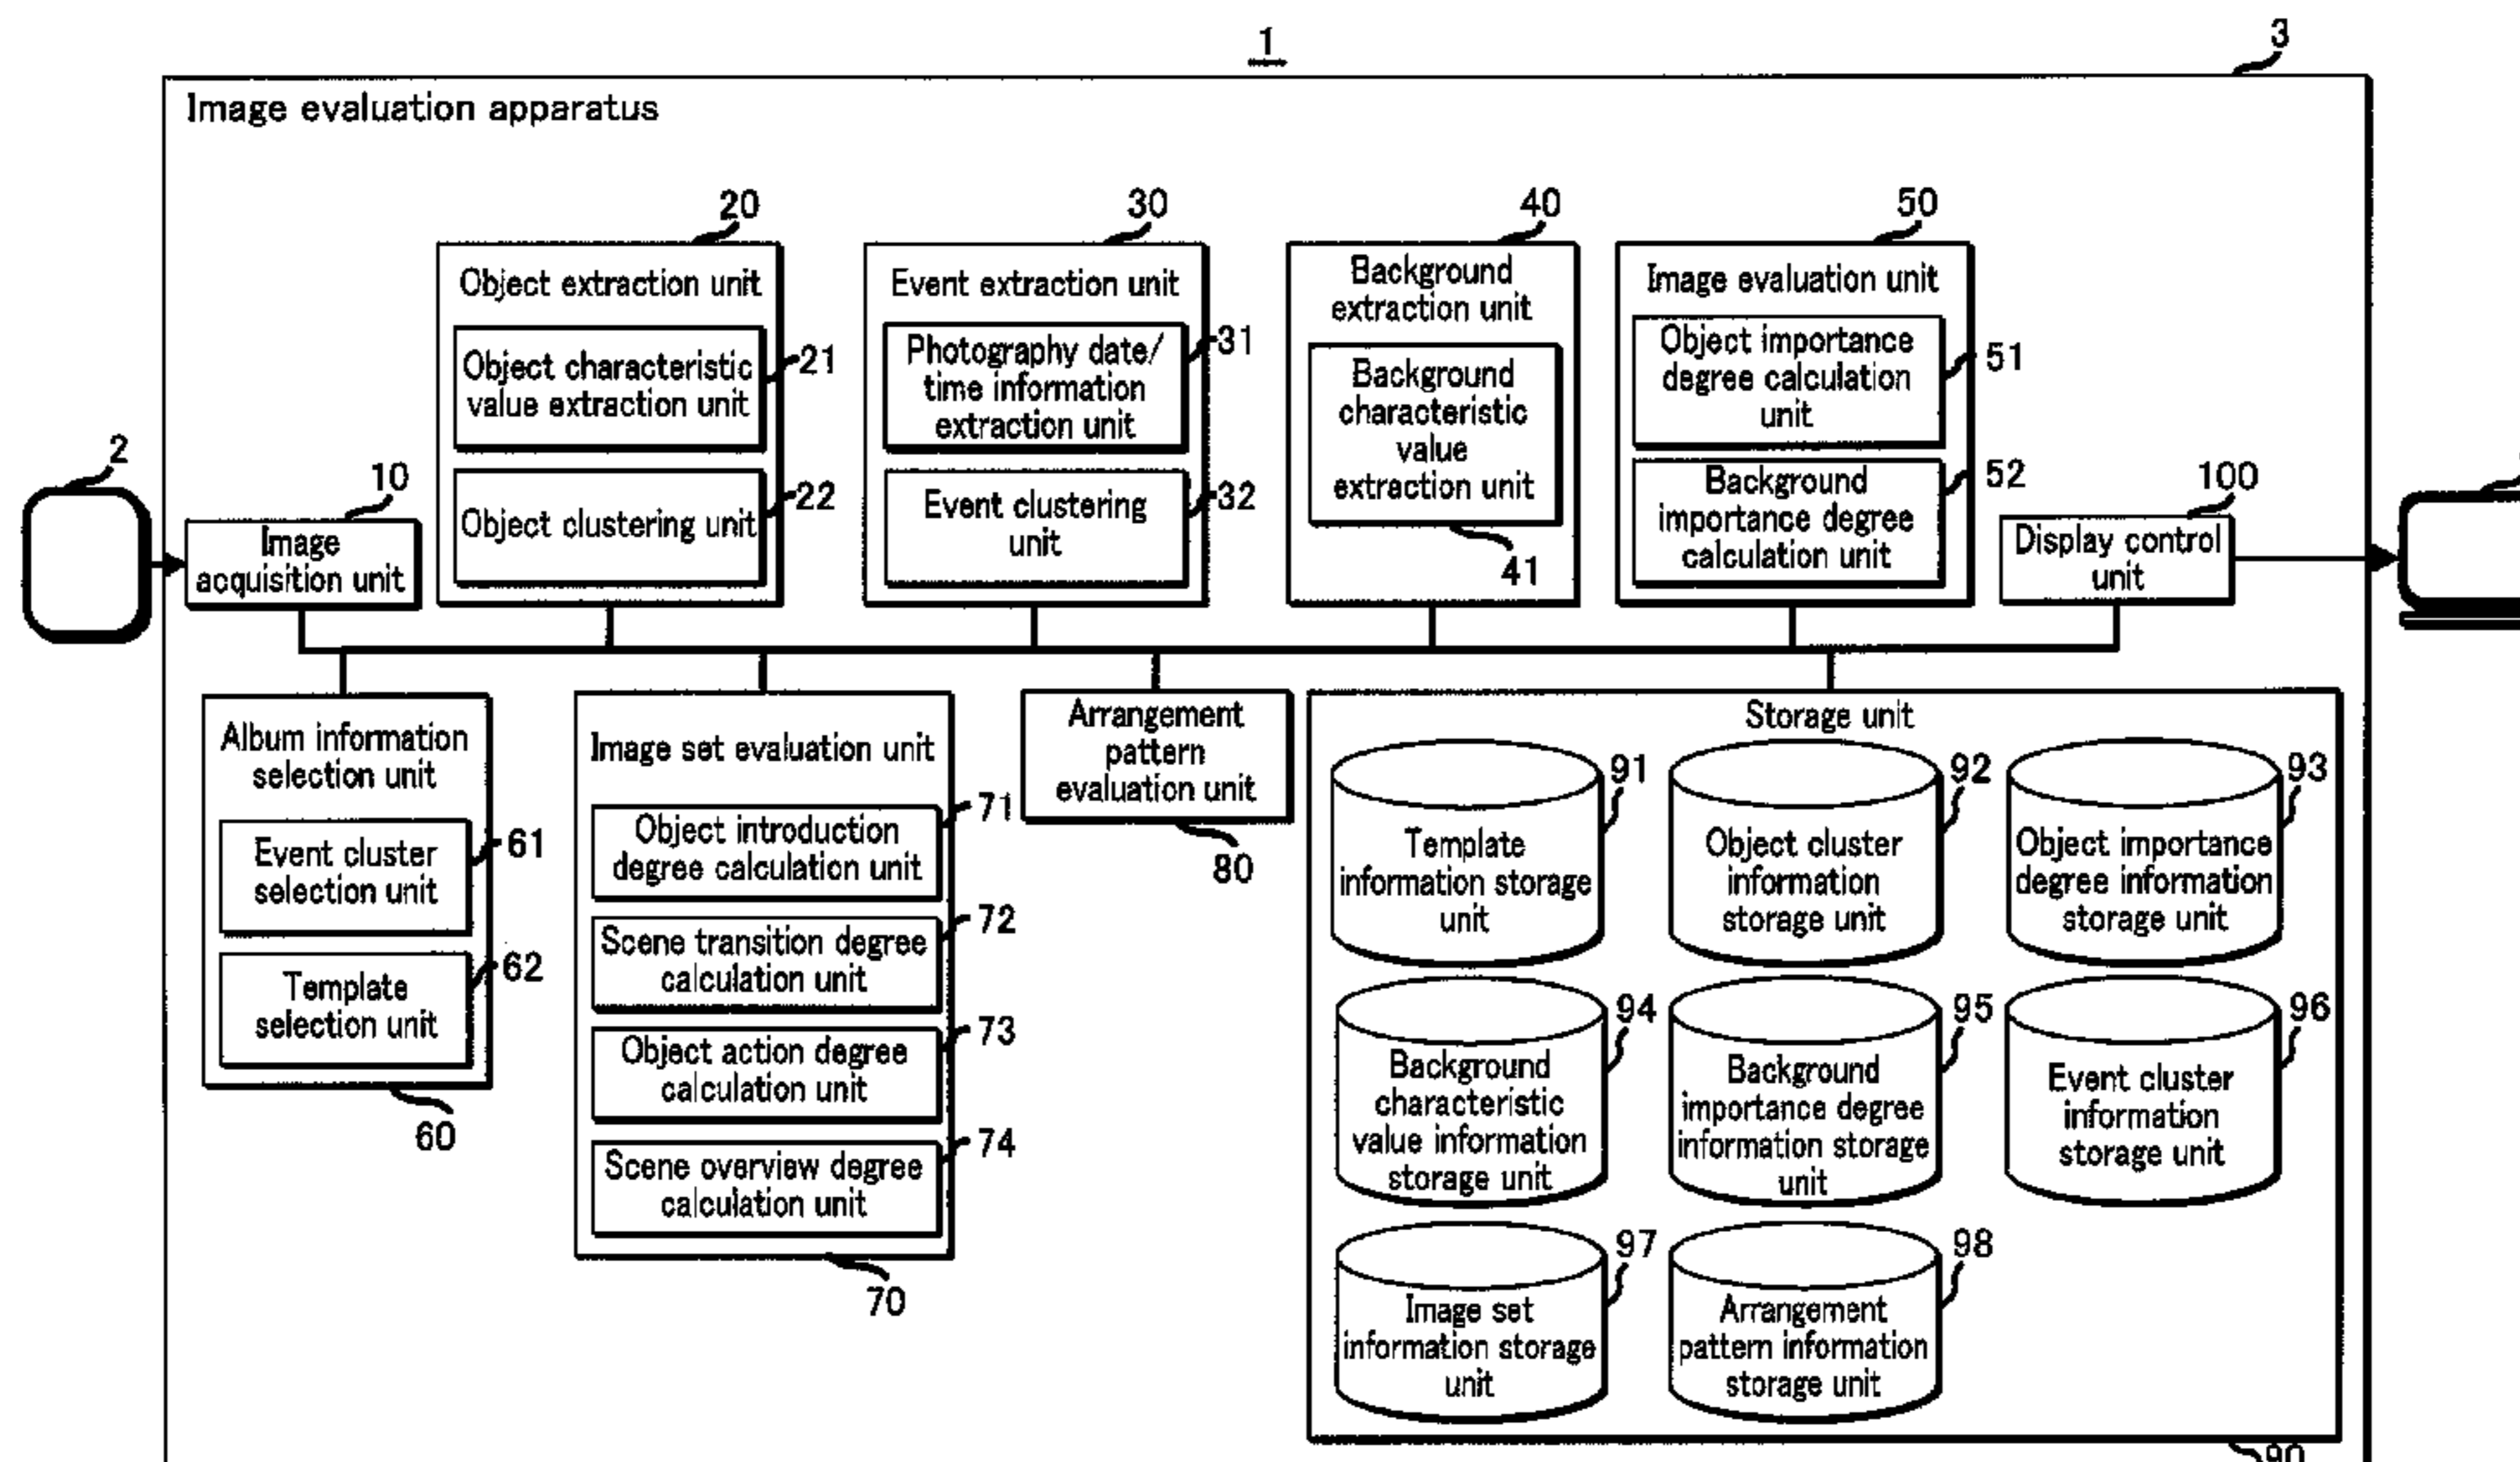 1
3
Image evaluation apparatus
20
30
40
50
Object extraction unit
Object characteristic
value extraction unit
21
Object clustering unit
22
Event extraction unit
Photography date/
time information
extraction unit
31
Event clustering
unit
32
Background
extraction unit
Background
characteristic
value
extraction unit
41
Image evaluation unit
Object importance
degree calculation
unit
51
Background
importance degree
calculation unit
52
2
10
Image
acquisition unit
100
Display control
unit
Album information
selection unit
Event cluster
selection unit
61
Template
selection unit
62
60
Image set evaluation unit
Object introduction
degree calculation unit
71
Scene transition degree
calculation unit
72
Object action degree
calculation unit
73
Scene overview degree
calculation unit
74
70
Arrangement
pattern
evaluation unit
80
Storage unit
91
Template
information storage
unit
92
Object cluster
information
storage unit
93
Object importance
degree information
storage unit
94
Background
characteristic
value information
storage unit
95
Background
importance degree
information storage
unit
96
Event cluster
information
storage unit
97
Image set
information storage
unit
98
Arrangement
pattern information
storage unit
90